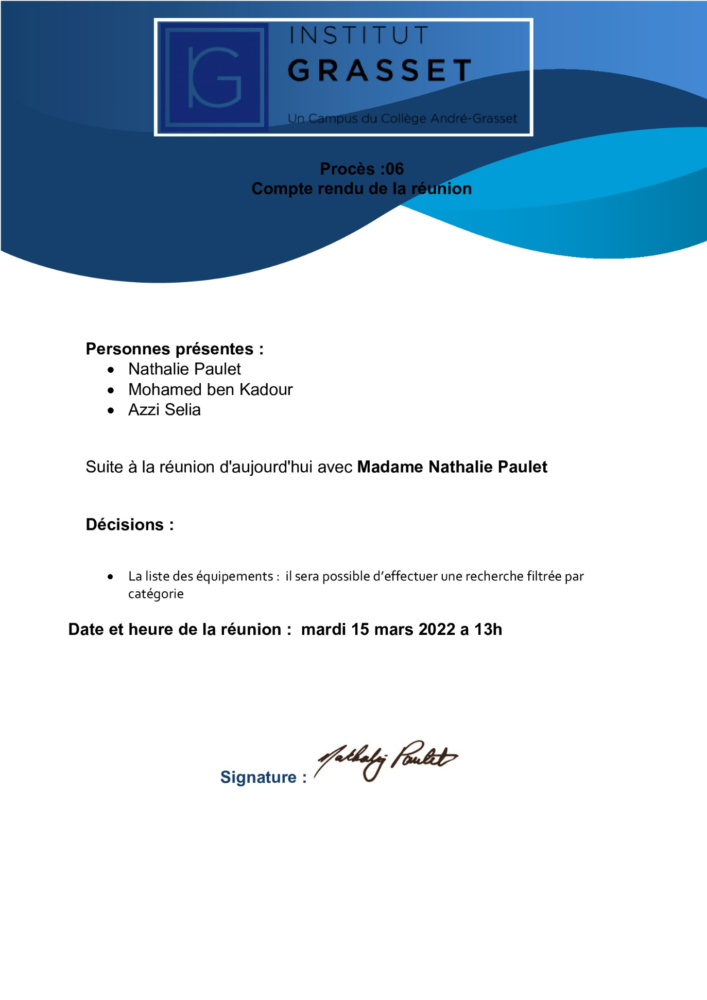 INSTITUT
GRASSET
Un Campus du Collège André-Grasset
Procès :06
Compte rendu de la réunion
Personnes présentes :
• Nathalie Paulet
• Mohamed ben Kadour
• Azzi Selia
Suite à la réunion d'aujourd'hui avec Madame Nathalie Paulet
Décisions :
• La liste des équipements :  il sera possible d’effectuer une recherche filtrée par
catégorie
Date et heure de la réunion :  mardi 15 mars 2022 a 13h
Signature : Nathalie Paulet